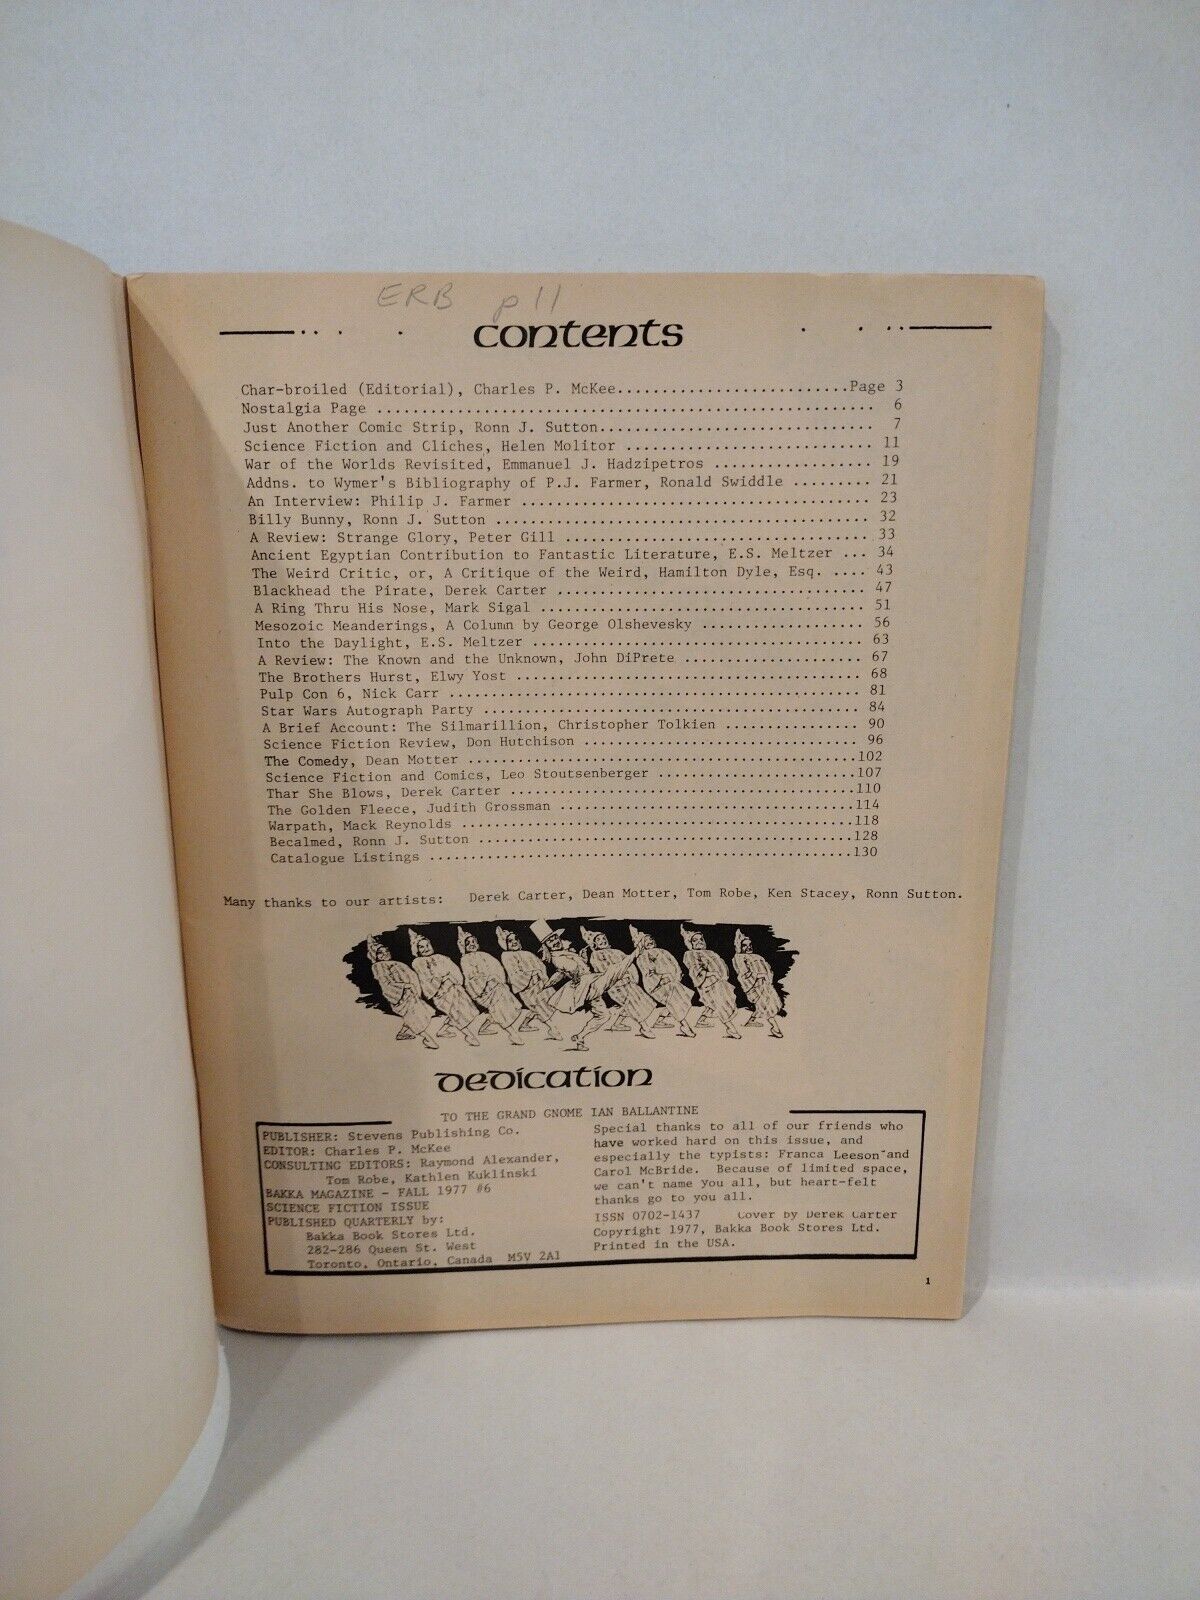 ERB p11
contents
Char-broiled (Editorial), Charles P. McKee..........................Page 3
Nostalgia Page ........................................................ 6
Just Another Comic Strip, Ronn J. Sutton............................... 7
Science Fiction and Cliches, Helen Molitor ............................ 11
War of the Worlds Revisited, Emmanuel J. Hadzipetros .................. 19
Addns. to Wymer's Bibliography of P.J. Farmer, Ronald Swiddle ......... 21
An Interview: Philip J. Farmer ........................................ 23
Billy Bunny, Ronn J. Sutton ........................................... 32
A Review: Strange Glory, Peter Gill ................................... 33
Ancient Egyptian Contribution to Fantastic Literature, E.S. Meltzer ... 34
The Weird Critic, or, A Critique of the Weird, Hamilton Dyle, Esq. .... 43
Blackhead the Pirate, Derek Carter .................................... 47
A Ring Thru His Nose, Mark Sigal ...................................... 51
Mesozoic Meanderings, A Column by George Olshevesky ................... 56
Into the Daylight, E.S. Meltzer ....................................... 63
A Review: The Known and the Unknown, John DiPrete ..................... 67
The Brothers Hurst, Elwy Yost ......................................... 68
Pulp Con 6, Nick Carr ................................................. 81
Star Wars Autograph Party ............................................. 84
A Brief Account: The Silmarillion, Christopher Tolkien ................ 90
Science Fiction Review, Don Hutchison ................................. 96
The Comedy, Dean Motter ..............................................102
Science Fiction and Comics, Leo Stoutsenberger .......................107
Thar She Blows, Derek Carter .........................................110
The Golden Fleece, Judith Grossman ...................................114
Warpath, Mack Reynolds ...............................................118
Becalmed, Ronn J. Sutton .............................................128
Catalogue Listings ...................................................130
Many thanks to our artists: Derek Carter, Dean Motter, Tom Robe, Ken Stacey, Ronn Sutton.
dedication
TO THE GRAND GNOME IAN BALLANTINE
PUBLISHER: Stevens Publishing Co.
EDITOR: Charles P. McKee
CONSULTING EDITORS: Raymond Alexander,
Tom Robe, Kathlen Kuklinski
BAKKA MAGAZINE - FALL 1977 #6
SCIENCE FICTION ISSUE
PUBLISHED QUARTERLY by:
Bakka Book Stores Ltd.
282-286 Queen St. West
Toronto, Ontario, Canada M5V 2A1
Special thanks to all of our friends who
have worked hard on this issue, and
especially the typists: Franca Leeson and
Carol McBride. Because of limited space,
we can't name you all, but heart-felt
thanks go to you all.
ISSN 0702-1437 Cover by Derek Carter
Copyright 1977, Bakka Book Stores Ltd.
Printed in the USA.
1